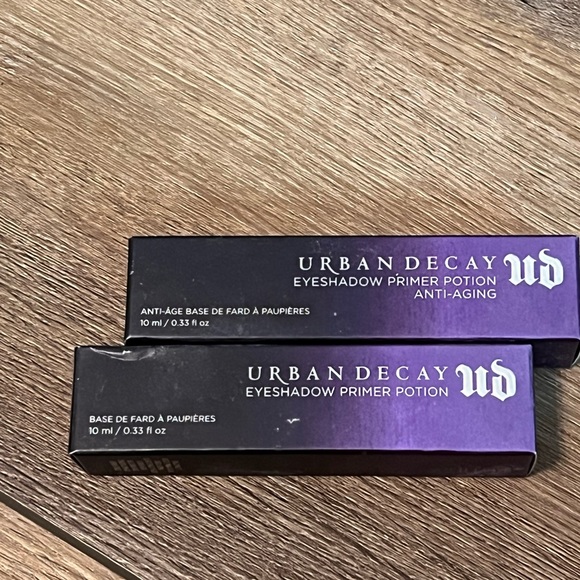 URBAN DECAY UD
EYESHADOW PRIMER POTION
ANTI-AGING
ANTI-ÂGE BASE DE FARD À PAUPIÈRES
10 ml / 0.33 fl oz
URBAN DECAY UD
EYESHADOW PRIMER POTION
BASE DE FARD À PAUPIÈRES
10 ml / 0.33 fl oz